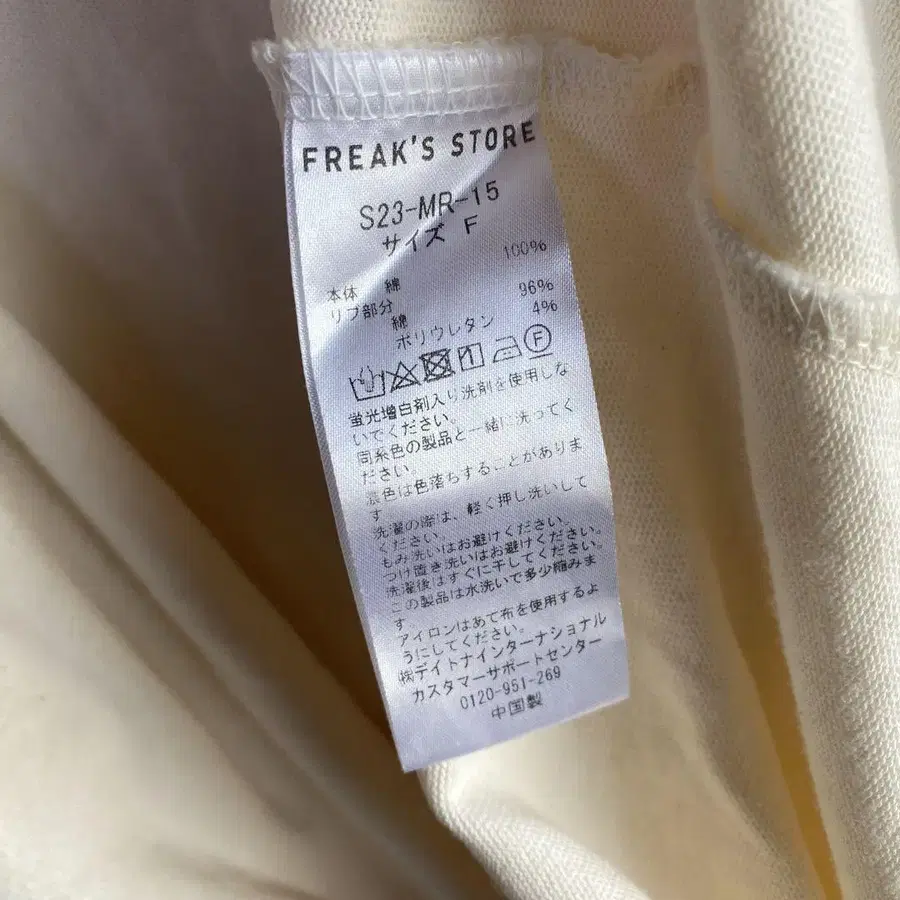 FREAK'S STORE
S23-MR-15
サイズ F
本体 綿 100%
リブ部分
綿 96%
ポリウレタン 4%
F
蛍光増白剤入り洗剤を使用しな
いでください。
同系色の製品と一緒に洗ってく
ださい。
濃色は色落ちすることがありま
す
洗濯の際は、軽く押し洗いして
ください。
もみ洗いはお避けください。
つけ置き洗いはお避けください。
洗濯後はすぐに干してください。
この製品は水洗いで多少縮みま
す
アイロンはあて布を使用するよ
うにしてください。
㈱デイトナインターナショナル
カスタマーサポートセンター
0120-951-269
中国製